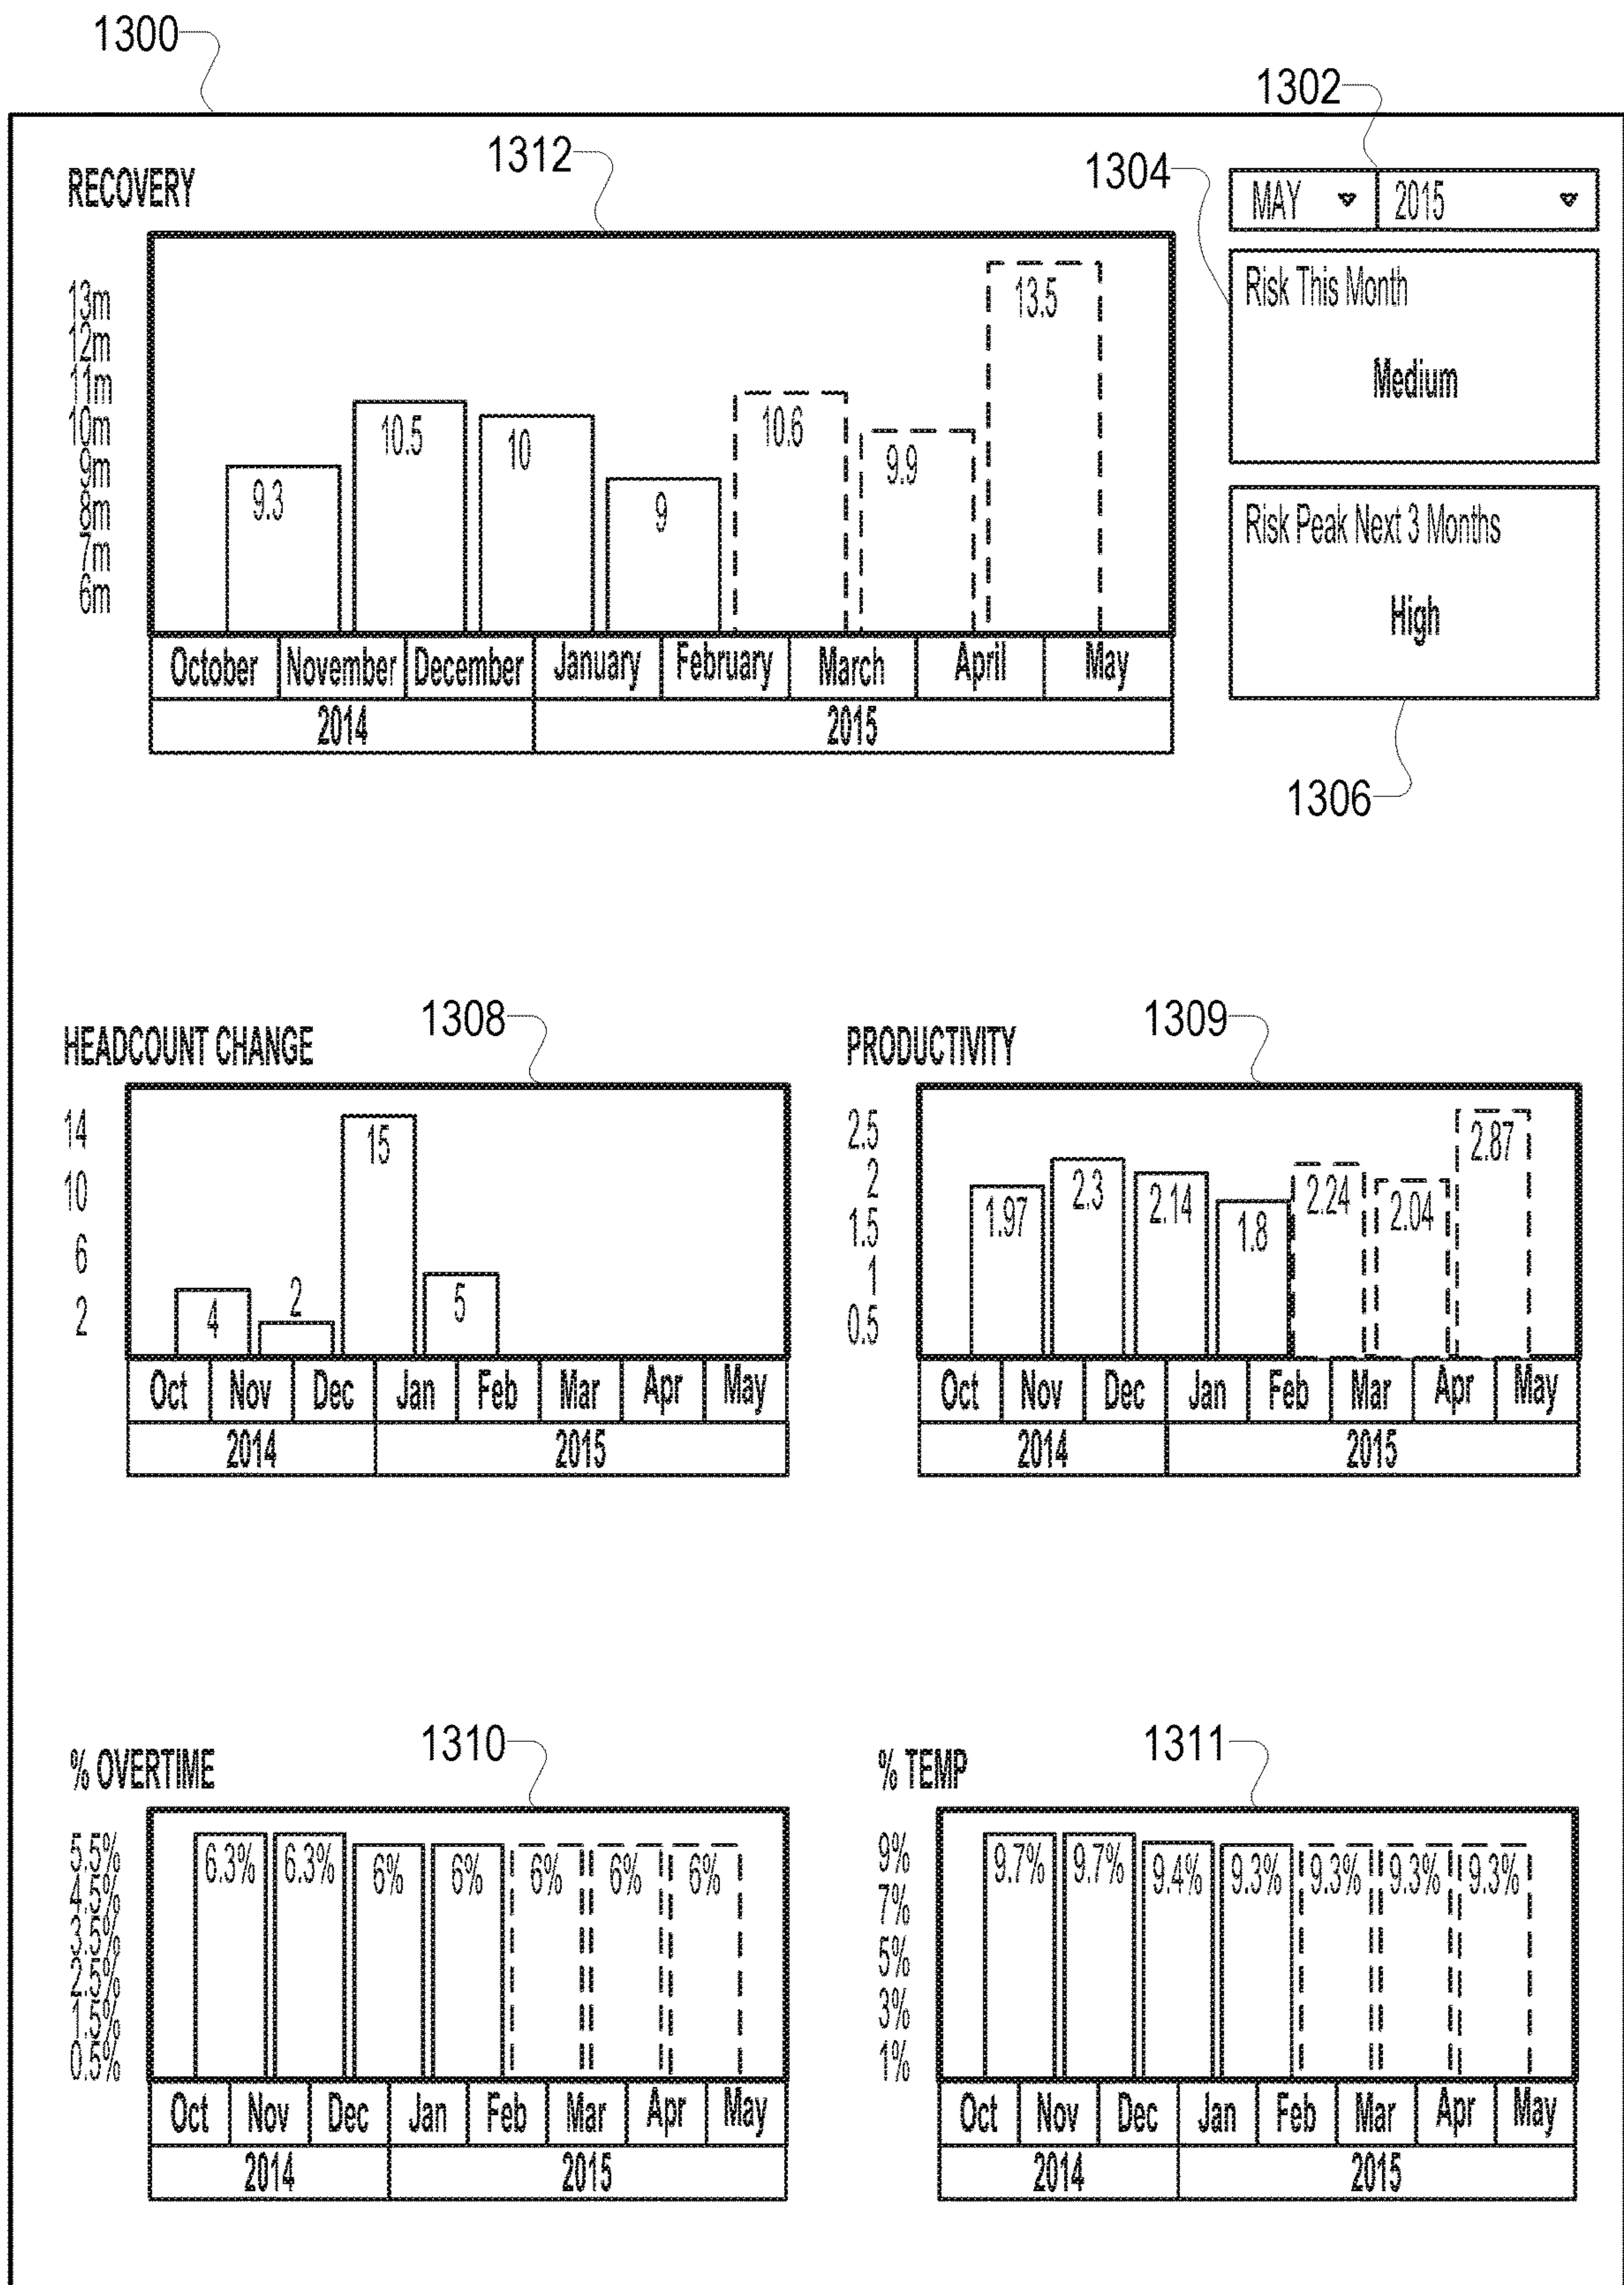 1300
1302
1312
1304
RECOVERY
MAY 2015
13m
12m
11m
10m
9m
8m
7m
6m
9.3
10.5
10
9
10.6
9.9
13.5
October November December January February March April May
2014 2015
Risk This Month
Medium
Risk Peak Next 3 Months
High
1306
1308
HEADCOUNT CHANGE
14
10
6
2
4
2
15
5
Oct Nov Dec Jan Feb Mar Apr May
2014 2015
1309
PRODUCTIVITY
2.5
2
1.5
1
0.5
1.97
2.3
2.14
1.8
2.24
2.04
2.87
Oct Nov Dec Jan Feb Mar Apr May
2014 2015
1310
% OVERTIME
5.5%
4.5%
3.5%
2.5%
1.5%
0.5%
6.3% 6.3% 6% 6% 6% 6% 6%
Oct Nov Dec Jan Feb Mar Apr May
2014 2015
1311
% TEMP
9%
7%
5%
3%
1%
9.7% 9.7% 9.4% 9.3% 9.3% 9.3% 9.3%
Oct Nov Dec Jan Feb Mar Apr May
2014 2015